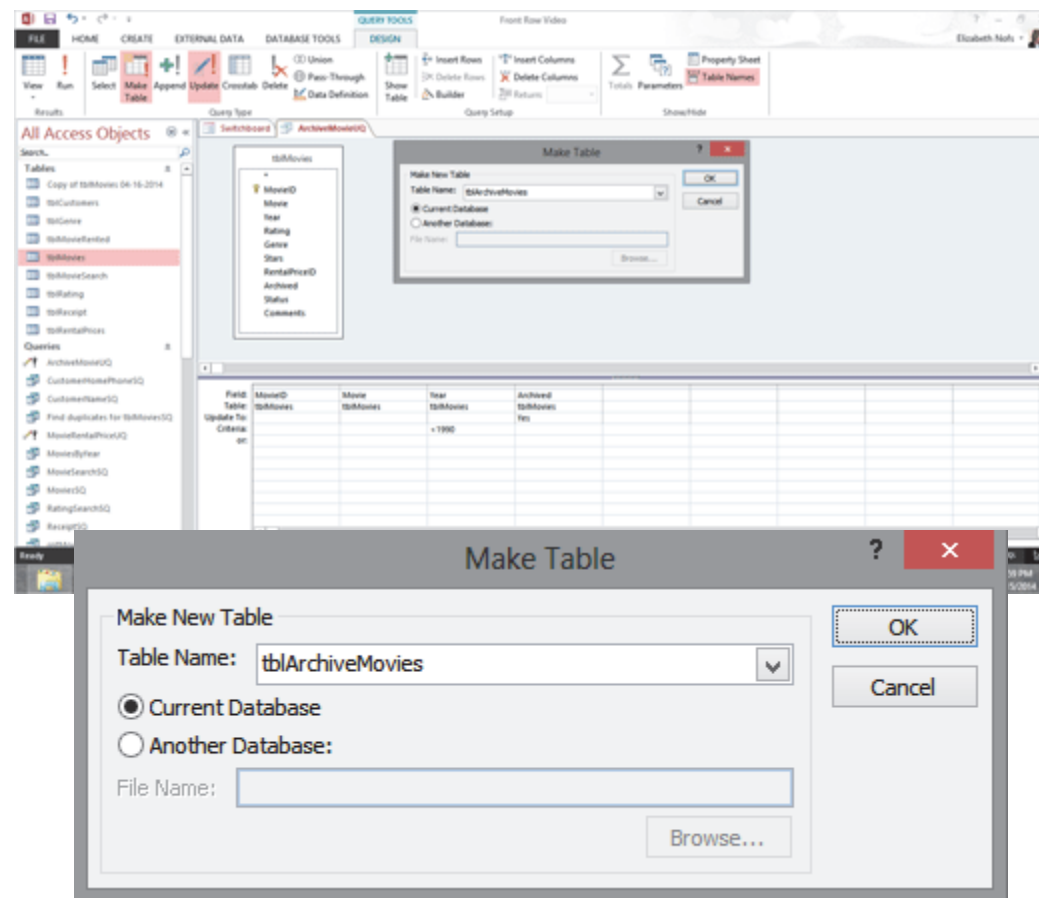 QUERY TOOLS
Front Row Video
FILE HOME CREATE EXTERNAL DATA DATABASE TOOLS DESIGN
Elizabeth Nofs
View Run Select Make Table Append Update Crosstab Delete
Union
Pass-Through
Data Definition
Show Table
Insert Rows
Delete Rows
Builder
Insert Columns
Delete Columns
Return:
Totals Parameters
Property Sheet
Table Names
Results Query Type Query Setup Show/Hide
All Access Objects
Search...
Tables
Copy of tblMovies 04-16-2014
tblCustomers
tblGenre
tblMovieRented
tblMovies
tblMovieSearch
tblRating
tblReceipt
tblRentalPrices
Queries
ArchiveMovieUQ
CustomerHomePhoneSQ
CustomerNameSQ
Find duplicates for tblMoviesSQ
MovieRentalPriceUQ
MoviesByYear
MovieSearchSQ
MoviesSQ
RatingSearchSQ
ReceiptSQ
Switchboard ArchiveMovieUQ
tblMovies
*
MovieID
Movie
Year
Rating
Genre
Stars
RentalPriceID
Archived
Status
Comments
Make Table
?
Make New Table
Table Name: tblArchiveMovies
Current Database
Another Database:
File Name:
Browse...
OK
Cancel
Field: MovieID Movie Year Archived
Table: tblMovies tblMovies tblMovies tblMovies
Update To: Yes
Criteria: <1990
or:
Ready
Make Table
?
Make New Table
Table Name: tblArchiveMovies
Current Database
Another Database:
File Name:
Browse...
OK
Cancel